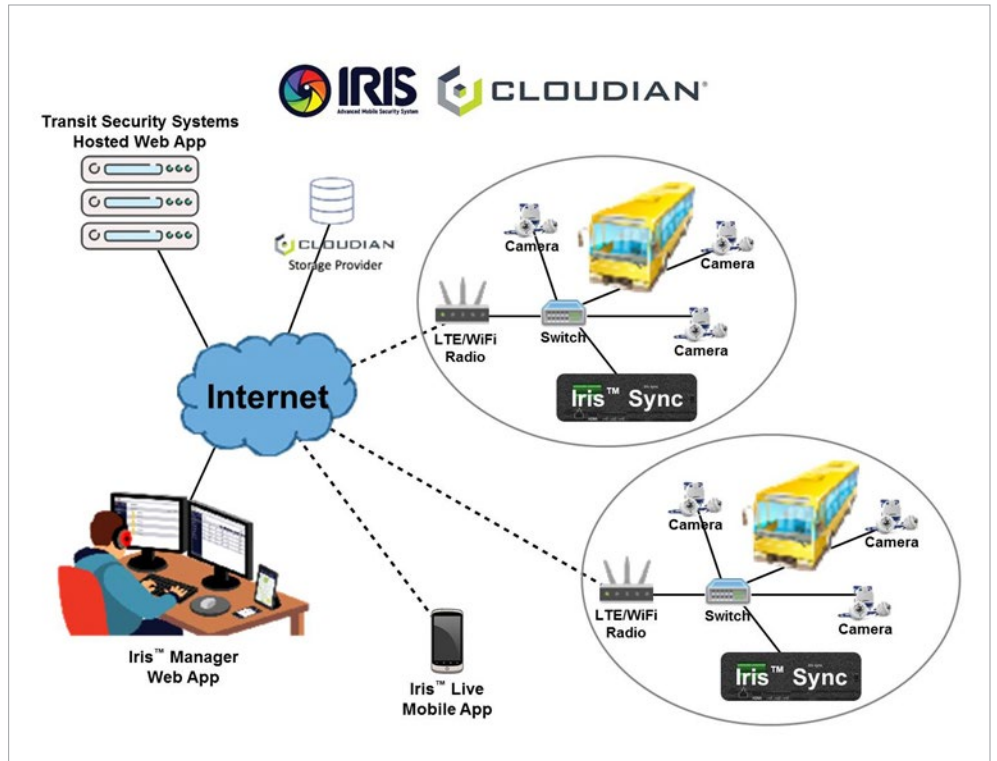 IRIS
Advanced Mobile Security System
CLOUDIAN®
Transit Security Systems
Hosted Web App
CLOUDIAN
Storage Provider
Camera
Camera
LTE/WiFi
Radio
Switch
Camera
Iris™ Sync
Internet
Camera
Camera
LTE/WiFi
Radio
Switch
Camera
Iris™ Sync
Iris™ Manager
Web App
Iris™ Live
Mobile App